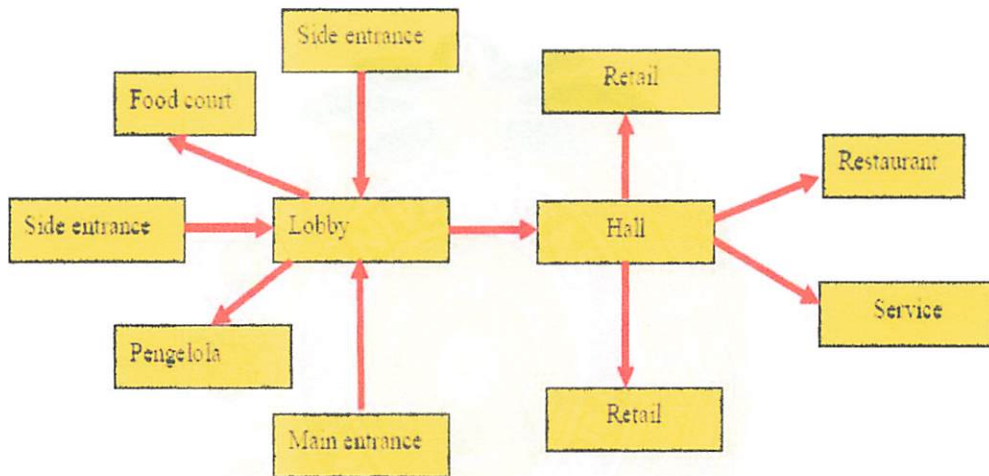 Side entrance
Retail
Food court
Restaurant
Side entrance
Lobby
Hall
Service
Pengelola
Main entrance
Retail